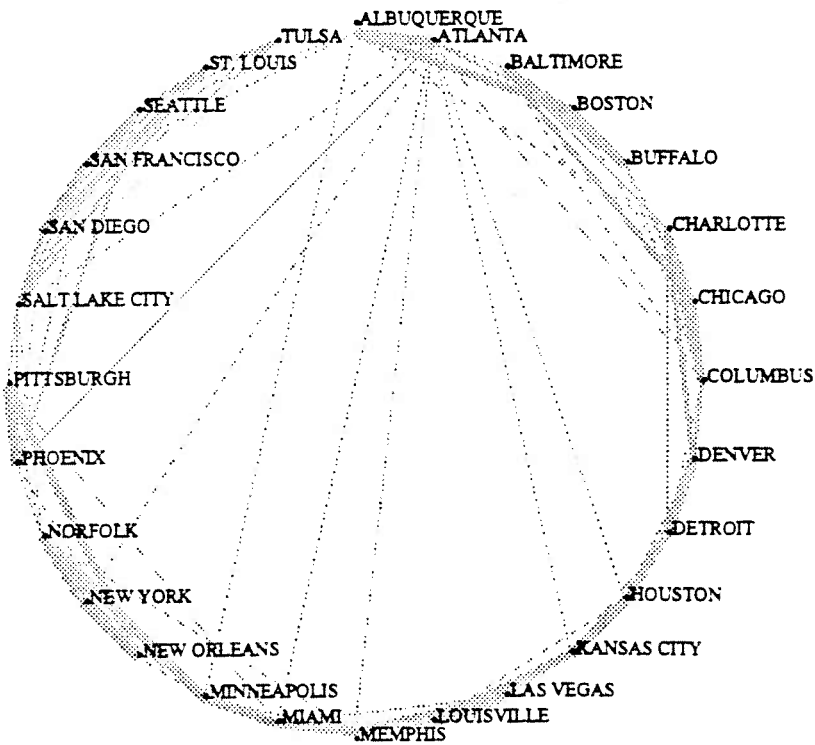 ALBUQUERQUE
TULSA ATLANTA
ST. LOUIS BALTIMORE
SEATTLE BOSTON
SAN FRANCISCO BUFFALO
SAN DIEGO CHARLOTTE
SALT LAKE CITY CHICAGO
PITTSBURGH COLUMBUS
PHOENIX DENVER
NORFOLK DETROIT
NEW YORK HOUSTON
NEW ORLEANS KANSAS CITY
MINNEAPOLIS LAS VEGAS
MIAMI LOUISVILLE
MEMPHIS